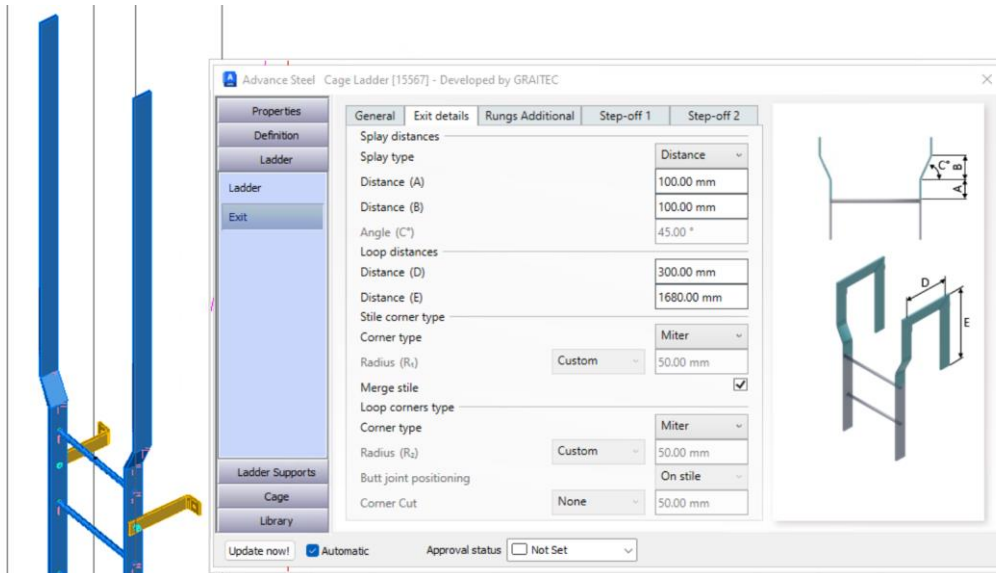 Advance Steel Cage Ladder [15567] - Developed by GRAITEC
Properties
Definition
Ladder
Ladder
Exit
Ladder Supports
Cage
Library
General Exit details Rungs Additional Step-off 1 Step-off 2
Splay distances
Splay type Distance
Distance (A) 100.00 mm
Distance (B) 100.00 mm
Angle (C°) 45.00 °
Loop distances
Distance (D) 300.00 mm
Distance (E) 1680.00 mm
Stile corner type
Corner type Miter
Radius (R₁) Custom 50.00 mm
Merge stile
Loop corners type
Corner type Miter
Radius (R₂) Custom 50.00 mm
Butt joint positioning On stile
Corner Cut None 50.00 mm
C° B
A
D
E
Update now! Automatic Approval status Not Set